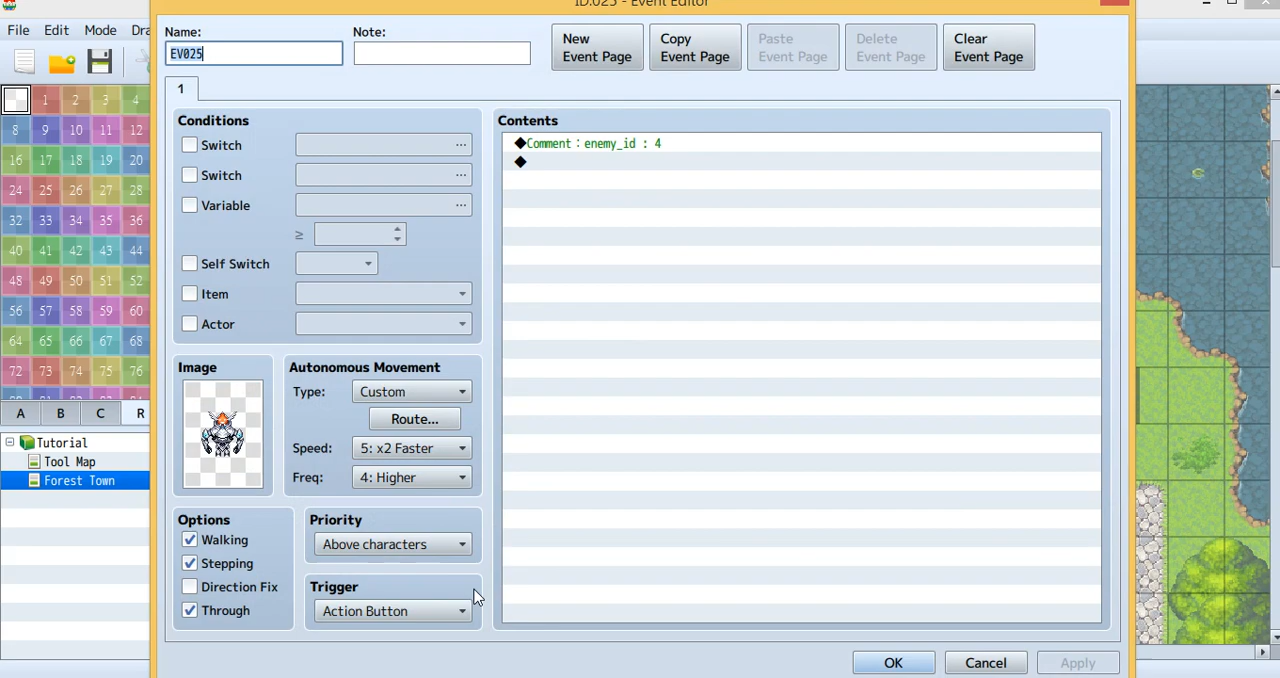 ID:025 - Event Editor
File Edit Mode Dra
Name:
EV025
Note:
New Event Page
Copy Event Page
Paste Event Page
Delete Event Page
Clear Event Page
1
Conditions
Switch ...
Switch ...
Variable ...
≥
Self Switch
Item
Actor
Image
Autonomous Movement
Type: Custom
Route...
Speed: 5: x2 Faster
Freq: 4: Higher
Options
Walking
Stepping
Direction Fix
Through
Priority
Above characters
Trigger
Action Button
Contents
◆Comment：enemy_id : 4
◆
OK Cancel Apply
1 2 3 4
8 9 10 11 12
16 17 18 19 20
24 25 26 27 28
32 33 34 35 36
40 41 42 43 44
48 49 50 51 52
56 57 58 59 60
64 65 66 67 68
72 73 74 75 76
A B C R
Tutorial
Tool Map
Forest Town